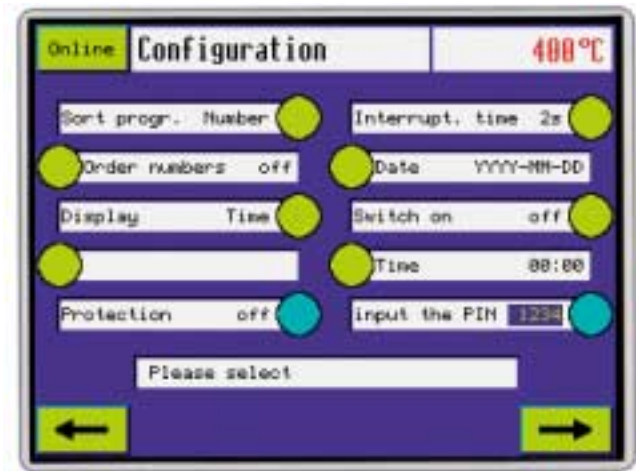 Online Configuration 400°C
Sort progr. Number Interrupt. time 2s
Order numbers off Date YYYY-MM-DD
Display Time Switch on off
Time 00:00
Protection off input the PIN 1234
Please select